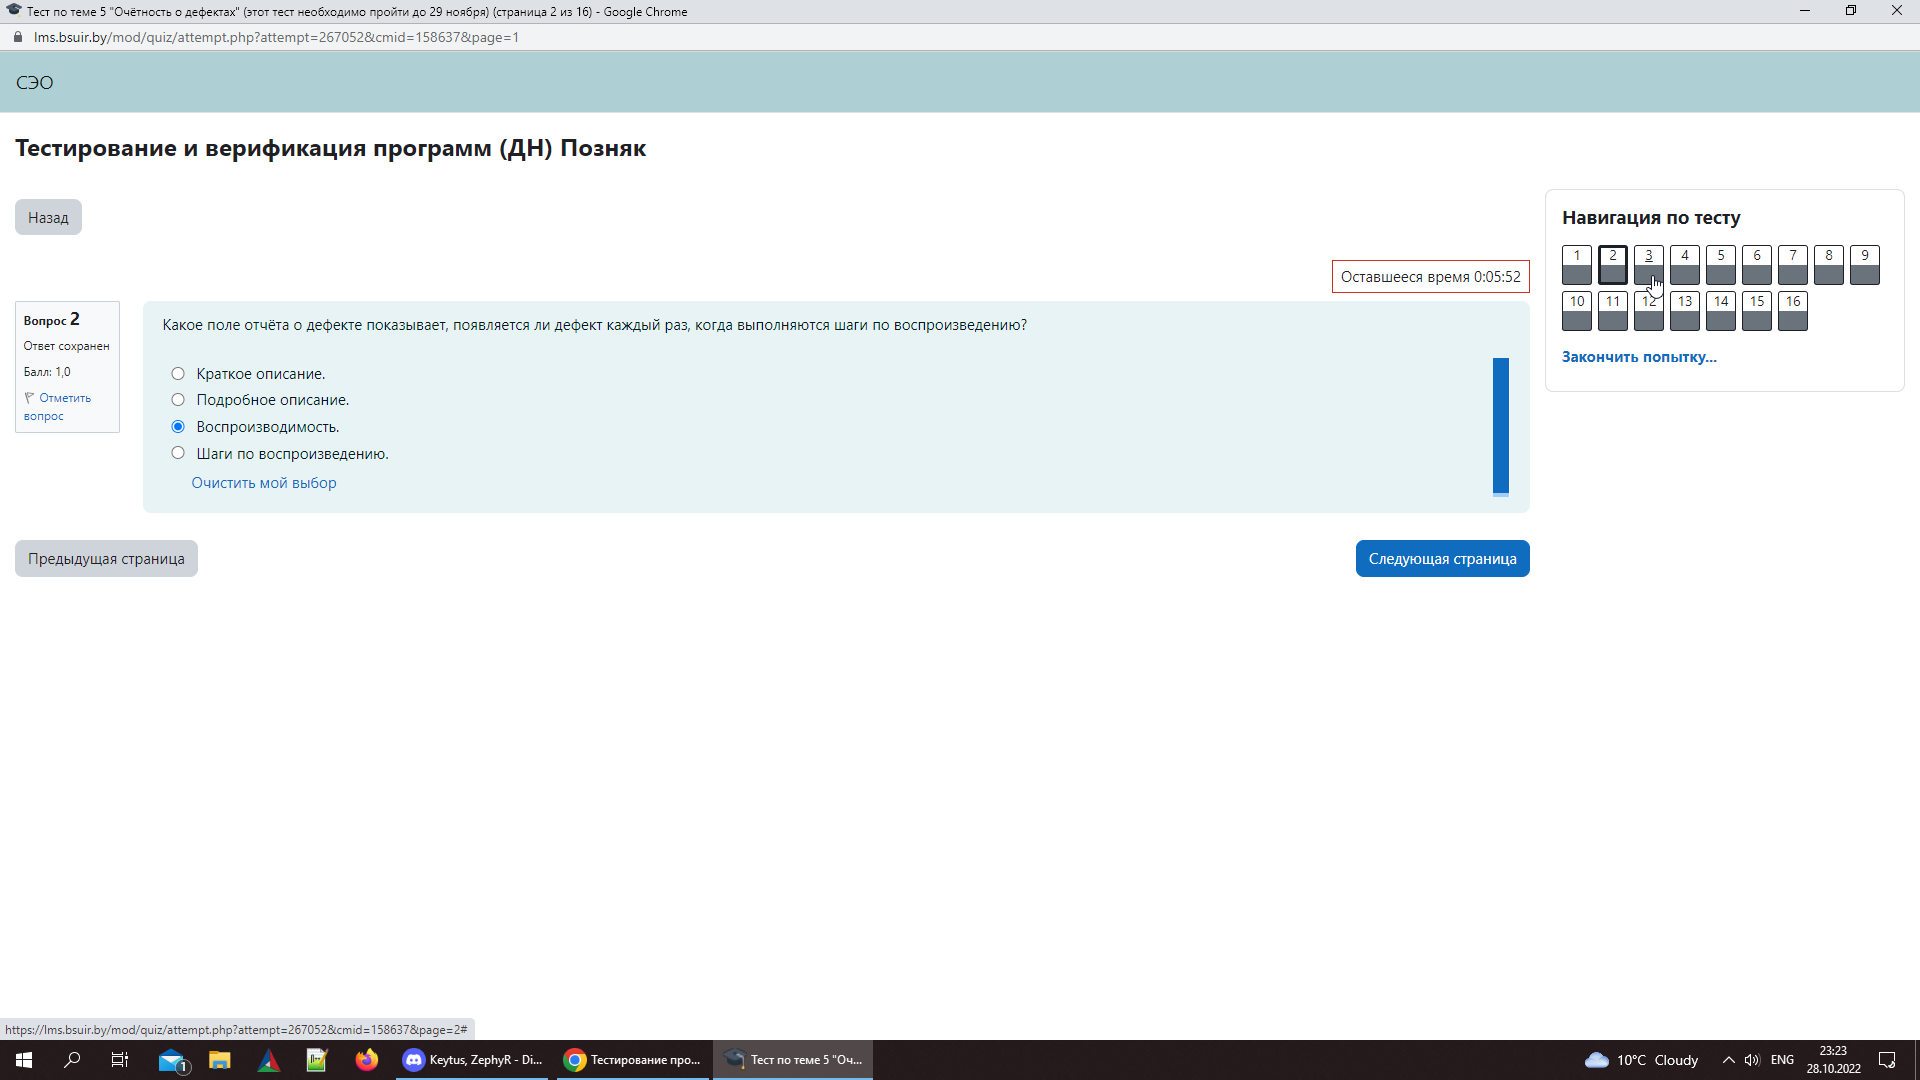 Тест по теме 5 "Очётность о дефектах" (этот тест необходимо пройти до 29 ноября) (страница 2 из 16) - Google Chrome
lms.bsuir.by/mod/quiz/attempt.php?attempt=267052&cmid=158637&page=1
СЭО
Тестирование и верификация программ (ДН) Позняк
Назад
Оставшееся время 0:05:52
Вопрос 2
Ответ сохранен
Балл: 1,0
Отметить
вопрос
Какое поле отчёта о дефекте показывает, появляется ли дефект каждый раз, когда выполняются шаги по воспроизведению?
Краткое описание.
Подробное описание.
Воспроизводимость.
Шаги по воспроизведению.
Очистить мой выбор
Предыдущая страница
Следующая страница
Навигация по тесту
1 2 3 4 5 6 7 8 9
10 11 12 13 14 15 16
Закончить попытку...
https://lms.bsuir.by/mod/quiz/attempt.php?attempt=267052&cmid=158637&page=2#
1
Keytus, ZephyR - Di...
Тестирование про...
Тест по теме 5 "Оч...
10°C Cloudy
ENG
23:23
28.10.2022